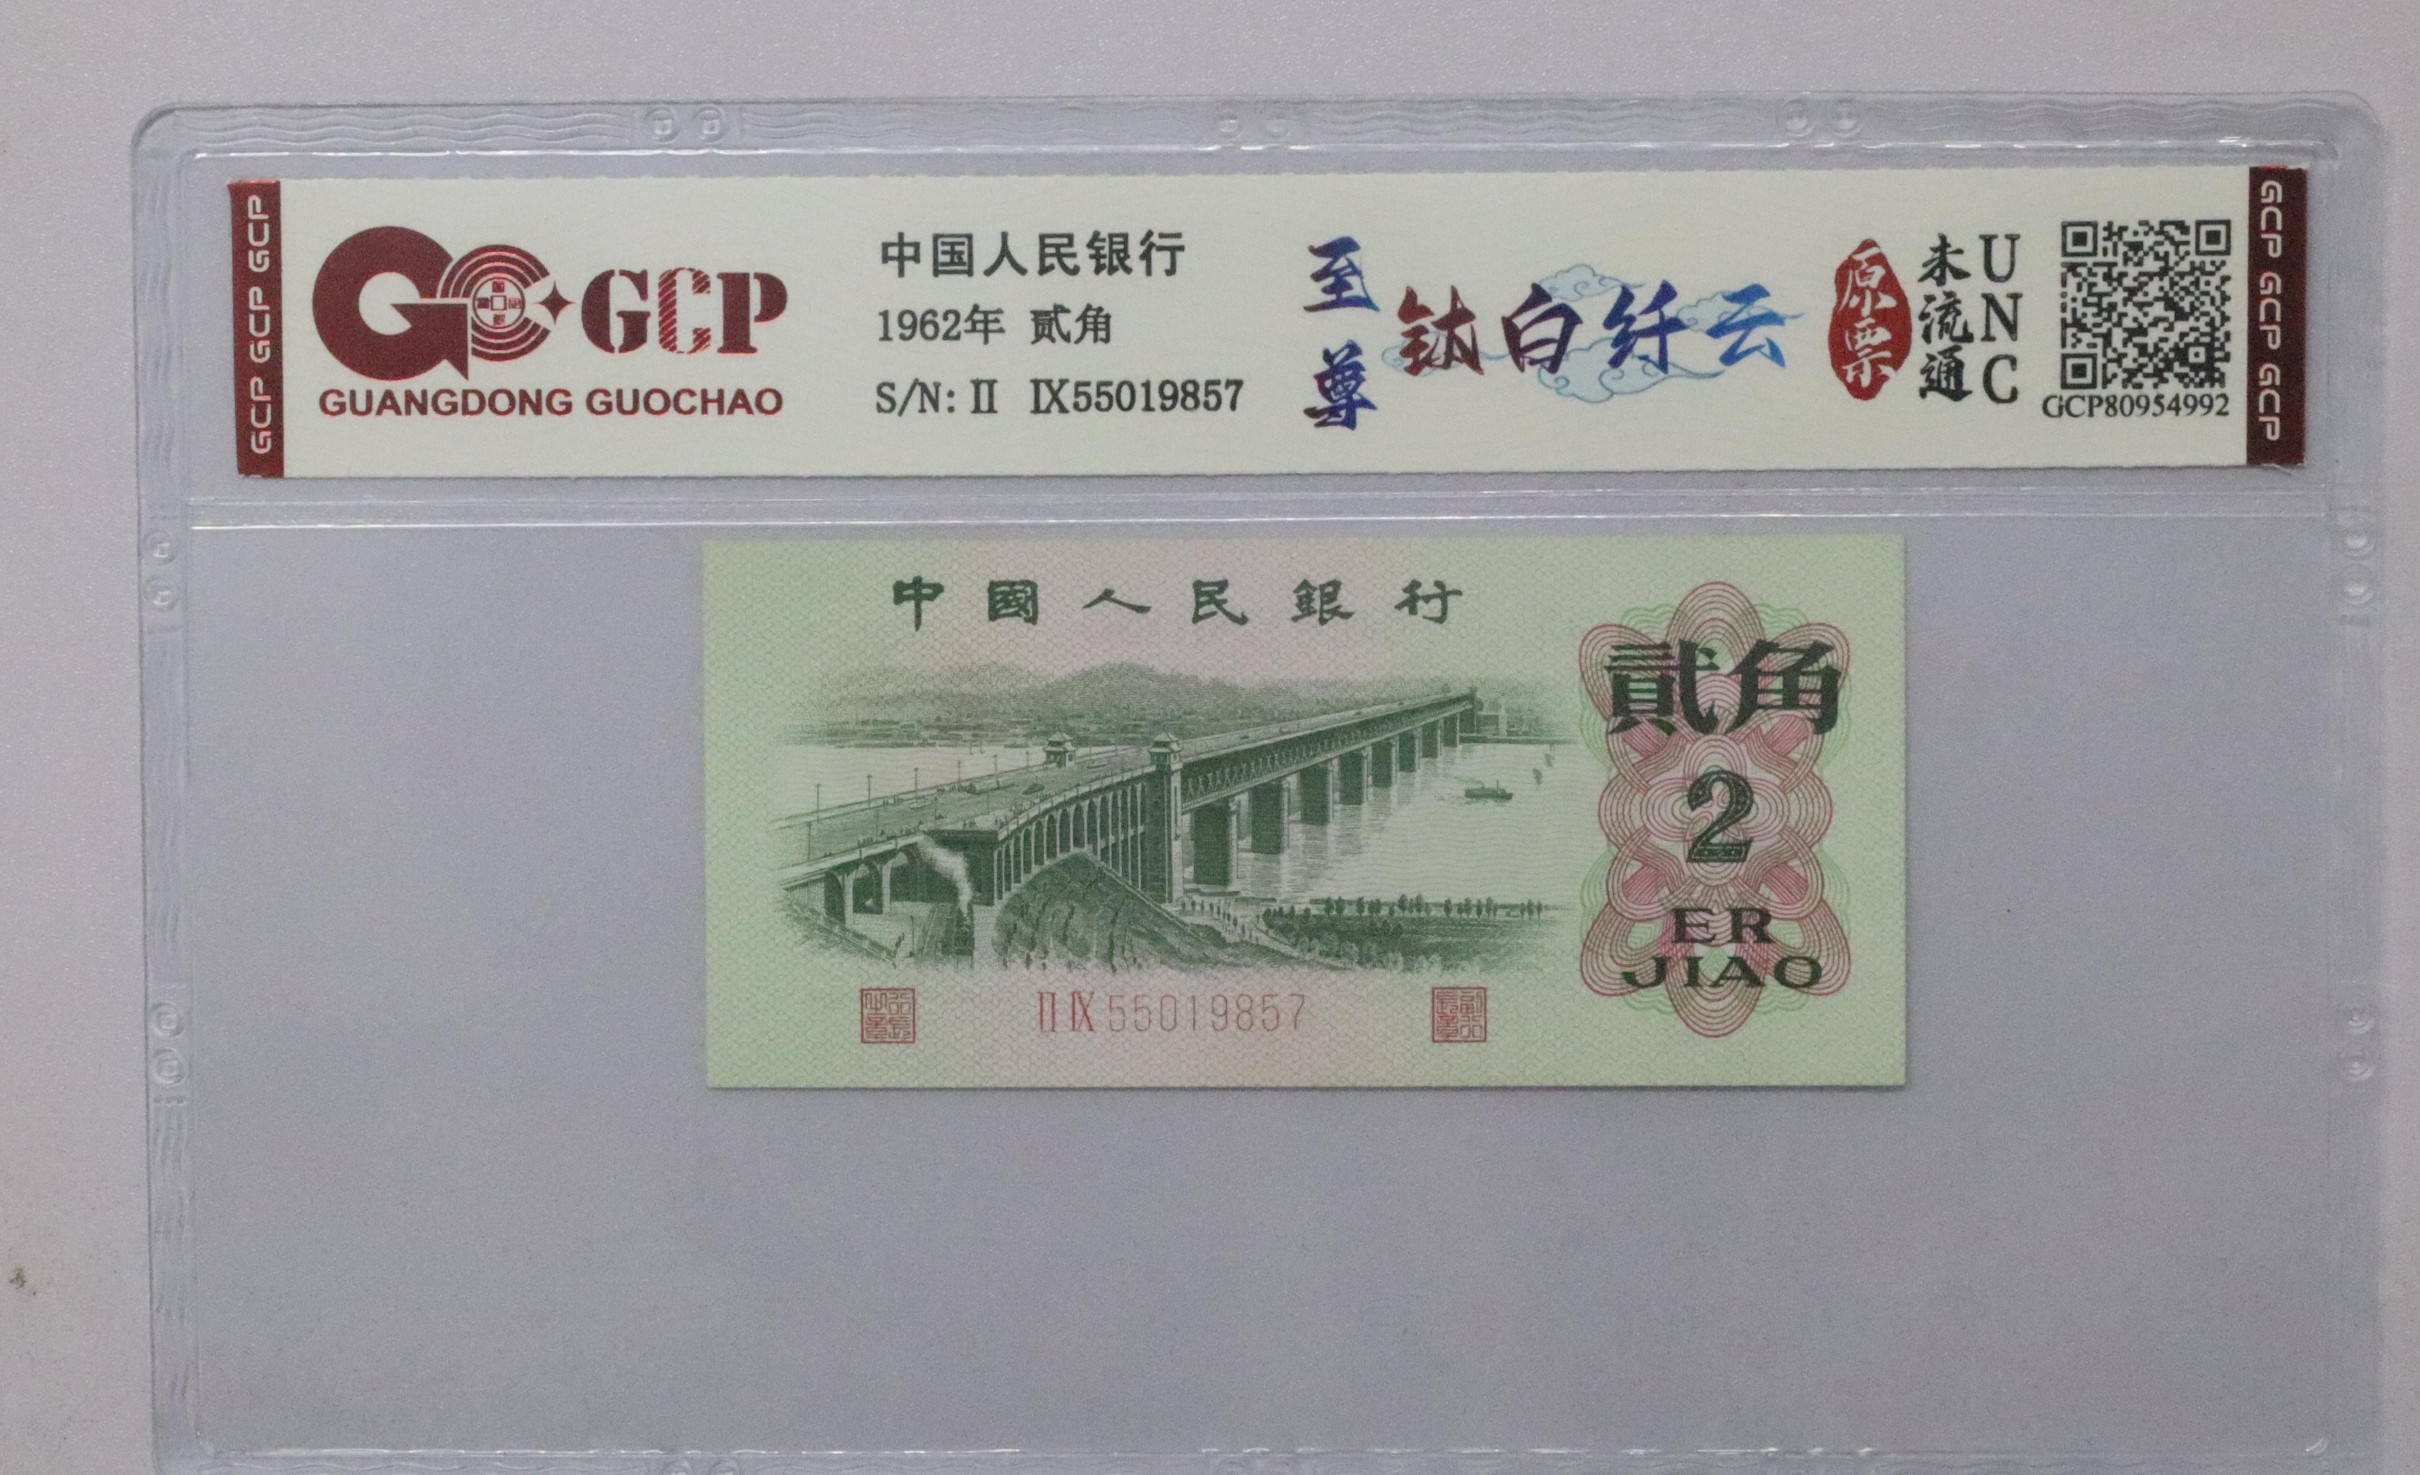 GCP GCP GCP
GCP
GUANGDONG GUOCHAO
中国人民银行
1962年 贰角
S/N: Ⅱ Ⅸ55019857
至尊
钛白纤云
原票
未流通
UNC
GCP80954992
GCP GCP GCP
中國人民銀行
貳角
2
ER
JIAO
ⅡⅨ55019857